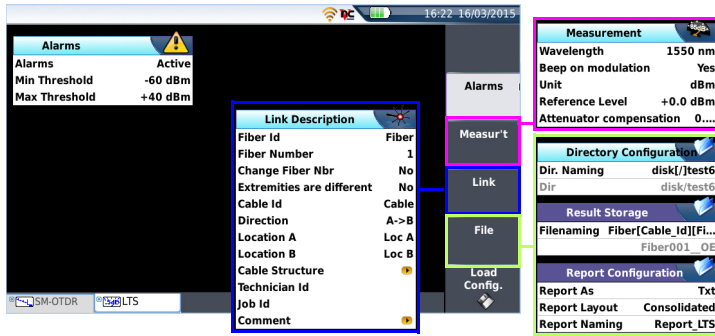 16:22 16/03/2015
Alarms
Alarms Active
Min Threshold -60 dBm
Max Threshold +40 dBm
Link Description
Fiber Id Fiber
Fiber Number 1
Change Fiber Nbr No
Extremities are different No
Cable Id Cable
Direction A->B
Location A Loc A
Location B Loc B
Cable Structure
Technician Id
Job Id
Comment
Alarms
Measur't
Link
File
Load
Config.
SM-OTDR
LTS
Measurement
Wavelength 1550 nm
Beep on modulation Yes
Unit dBm
Reference Level +0.0 dBm
Attenuator compensation 0....
Directory Configuration
Dir. Naming disk[/]test6
Dir disk/test6
Result Storage
Filenaming Fiber[Cable_Id][Fi...
Fiber001__OE
Report Configuration
Report As Txt
Report Layout Consolidated
Report Naming Report_LTS